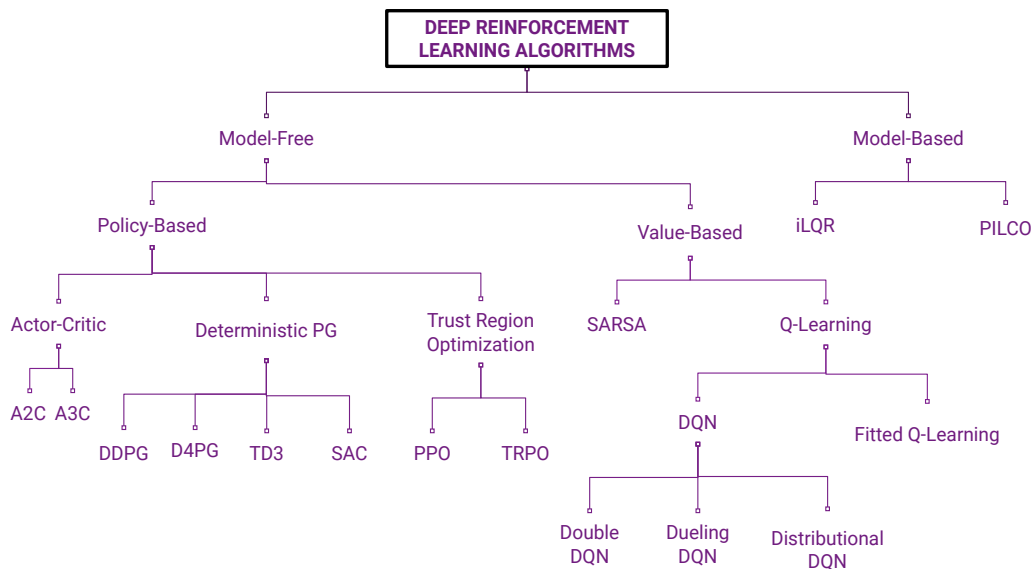 DEEP REINFORCEMENT
LEARNING ALGORITHMS
Model-Free
Model-Based
Policy-Based
Value-Based
iLQR
PILCO
Actor-Critic
Deterministic PG
Trust Region
Optimization
SARSA
Q-Learning
A2C
A3C
DDPG
D4PG
TD3
SAC
PPO
TRPO
DQN
Fitted Q-Learning
Double
DQN
Dueling
DQN
Distributional
DQN